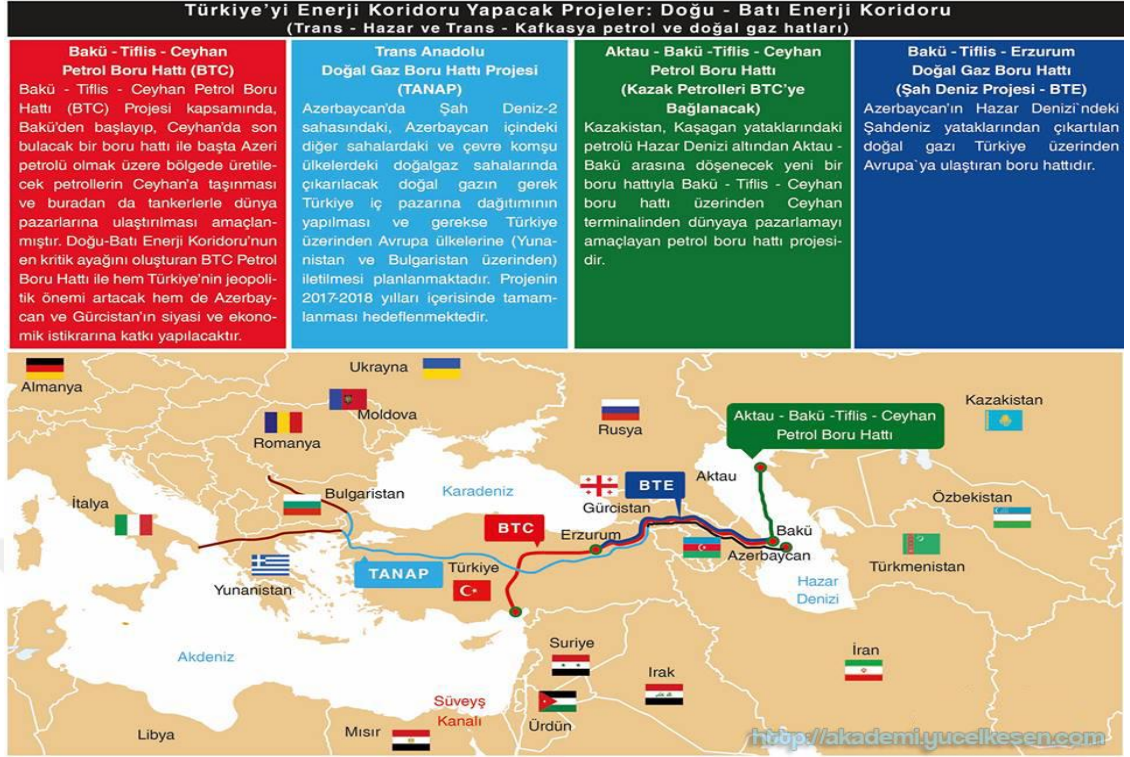 Türkiye'yi Enerji Koridoru Yapacak Projeler: Doğu - Batı Enerji Koridoru
(Trans - Hazar ve Trans - Kafkasya petrol ve doğal gaz hatları)
Bakü - Tiflis - Ceyhan
Petrol Boru Hattı (BTC)
Bakü - Tiflis - Ceyhan Petrol Boru
Hattı (BTC) Projesi kapsamında,
Bakü'den başlayıp, Ceyhan'da son
bulacak bir boru hattı ile başta Azeri
petrolü olmak üzere bölgede üretile-
cek petrollerin Ceyhan'a taşınması
ve buradan da tankerlerle dünya
pazarlarına ulaştırılması amaçlan-
mıştır. Doğu-Batı Enerji Koridoru'nun
en kritik ayağını oluşturan BTC Petrol
Boru Hattı ile hem Türkiye'nin jeopoli-
tik önemi artacak hem de Azerbay-
can ve Gürcistan'ın siyasi ve ekono-
mik istikrarına katkı yapılacaktır.
Trans Anadolu
Doğal Gaz Boru Hattı Projesi
(TANAP)
Azerbaycan'da Şah Deniz-2
sahasındaki, Azerbaycan içindeki
diğer sahalardaki ve çevre komşu
ülkelerdeki doğalgaz sahalarında
çıkarılacak doğal gazın gerek
Türkiye iç pazarına dağıtımının
yapılması ve gerekse Türkiye
üzerinden Avrupa ülkelerine (Yuna-
nistan ve Bulgaristan üzerinden)
iletilmesi planlanmaktadır. Projenin
2017-2018 yılları içerisinde tamam-
lanması hedeflenmektedir.
Aktau - Bakü -Tiflis - Ceyhan
Petrol Boru Hattı
(Kazak Petrolleri BTC'ye
Bağlanacak)
Kazakistan, Kaşagan yataklarındaki
petrolü Hazar Denizi altından Aktau -
Bakü arasına döşenecek yeni bir
boru hattıyla Bakü - Tiflis - Ceyhan
boru hattı üzerinden Ceyhan
terminalinden dünyaya pazarlamayı
amaçlayan petrol boru hattı projesi-
dir.
Bakü - Tiflis - Erzurum
Doğal Gaz Boru Hattı
(Şah Deniz Projesi - BTE)
Azerbaycan'ın Hazar Denizi`ndeki
Şahdeniz yataklarından çıkartılan
doğal gazı Türkiye üzerinden
Avrupa`ya ulaştıran boru hattıdır.
Almanya
Ukrayna
Moldova
Romanya
Rusya
Kazakistan
Aktau - Bakü -Tiflis - Ceyhan
Petrol Boru Hattı
Aktau
İtalya
Bulgaristan
Karadeniz
Gürcistan
BTE
Özbekistan
BTC
Erzurum
Bakü
Azerbaycan
Türkmenistan
TANAP
Türkiye
Yunanistan
Hazar
Denizi
Akdeniz
Suriye
Irak
İran
Süveyş
Kanalı
Ürdün
Libya
Mısır
http://akademi.yucelkesen.com